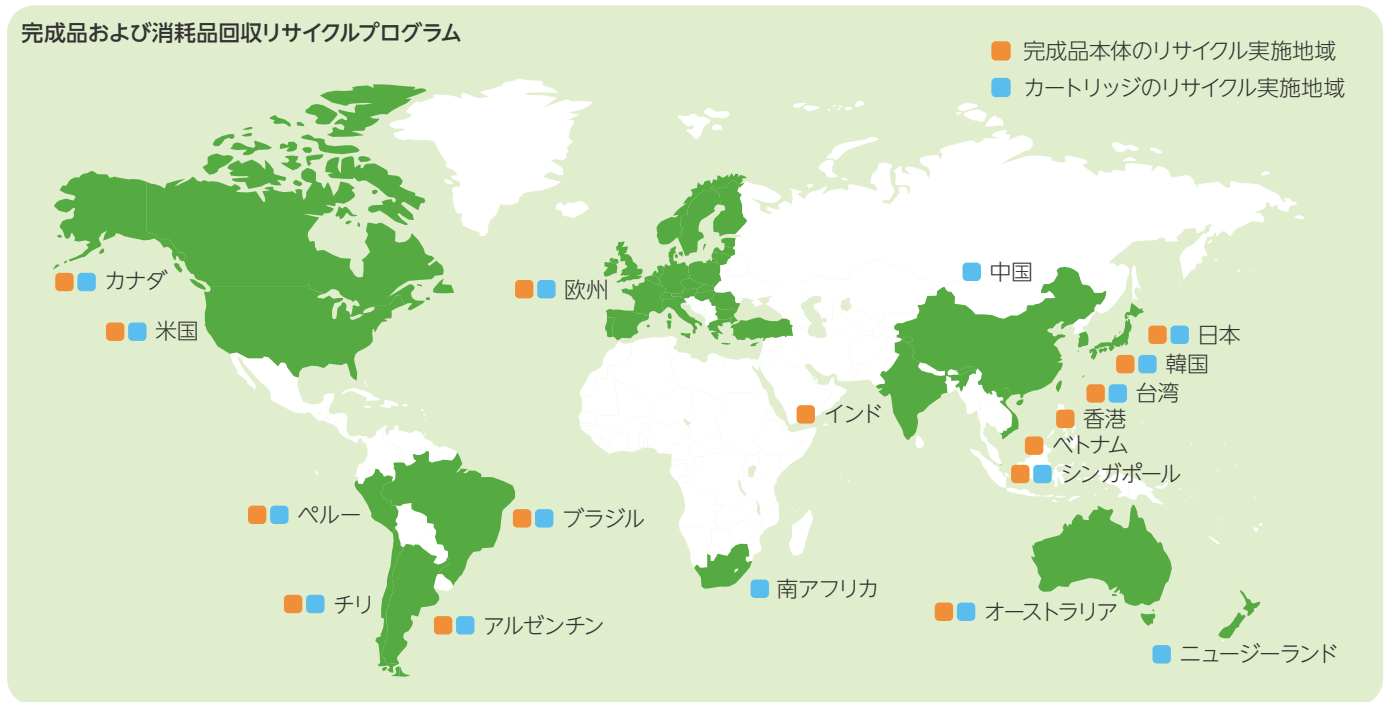 完成品および消耗品回収リサイクルプログラム
完成品本体のリサイクル実施地域
カートリッジのリサイクル実施地域
カナダ
米国
欧州
中国
日本
韓国
台湾
香港
ベトナム
シンガポール
インド
ペルー
ブラジル
チリ
アルゼンチン
南アフリカ
オーストラリア
ニュージーランド